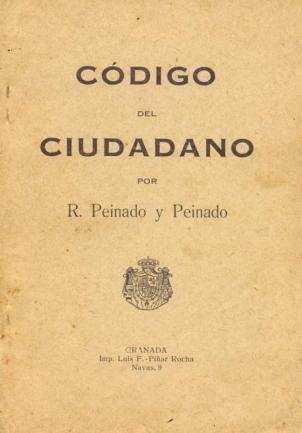 CÓDIGO
DEL
CIUDADANO
POR
R. Peinado y Peinado
GRANADA
Imp. Luis F.-Piñar Rocha
Navas, 9